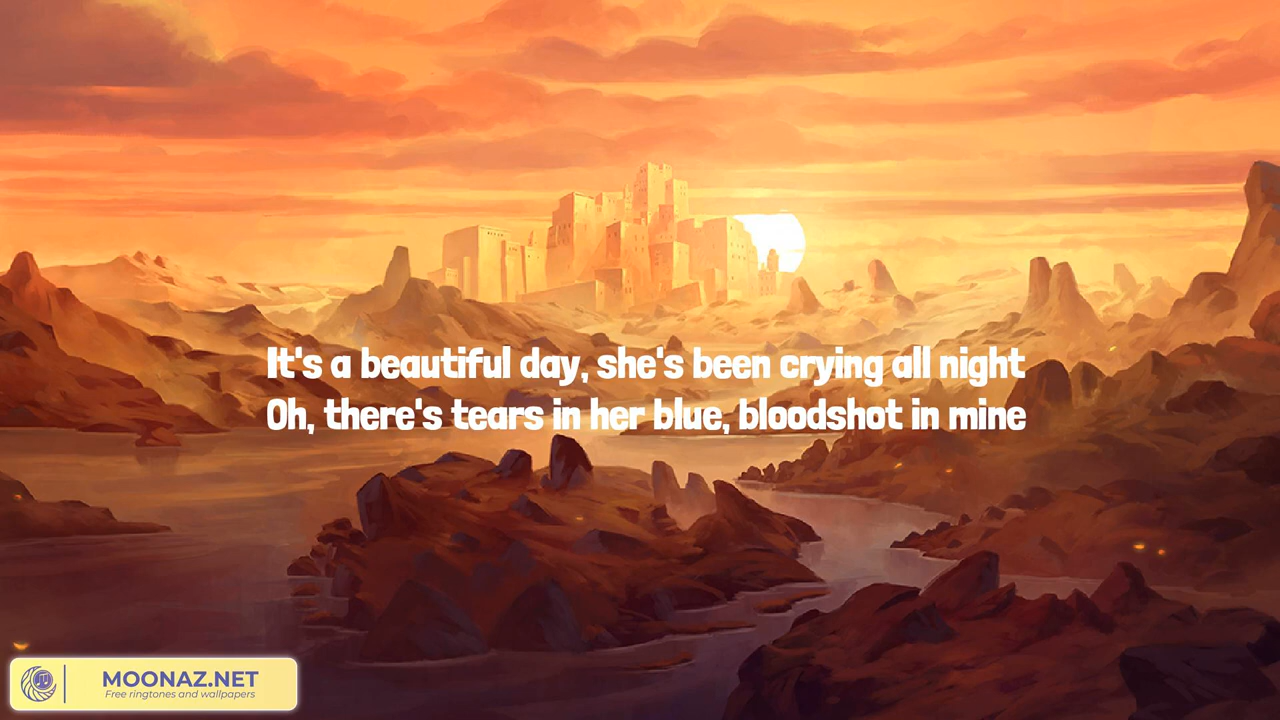 It's a beautiful day, she's been crying all night
Oh, there's tears in her blue, bloodshot in mine
MOONAZ.NET
Free ringtones and wallpapers